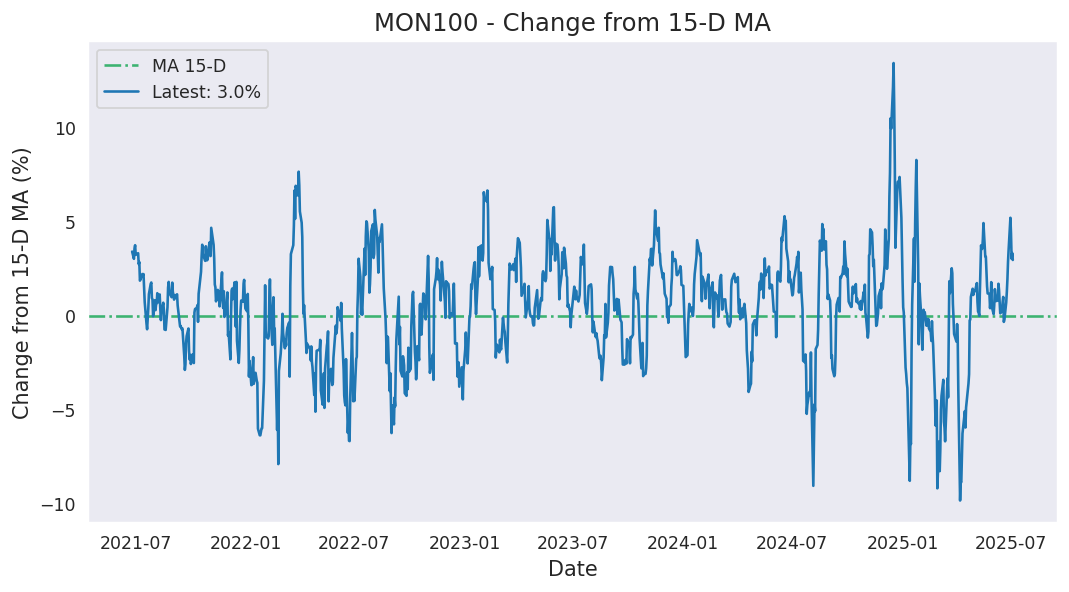 MON100 - Change from 15-D MA
MA 15-D
Latest: 3.0%
Change from 15-D MA (%)
10
5
0
−5
−10
2021-07
2022-01
2022-07
2023-01
2023-07
2024-01
2024-07
2025-01
2025-07
Date